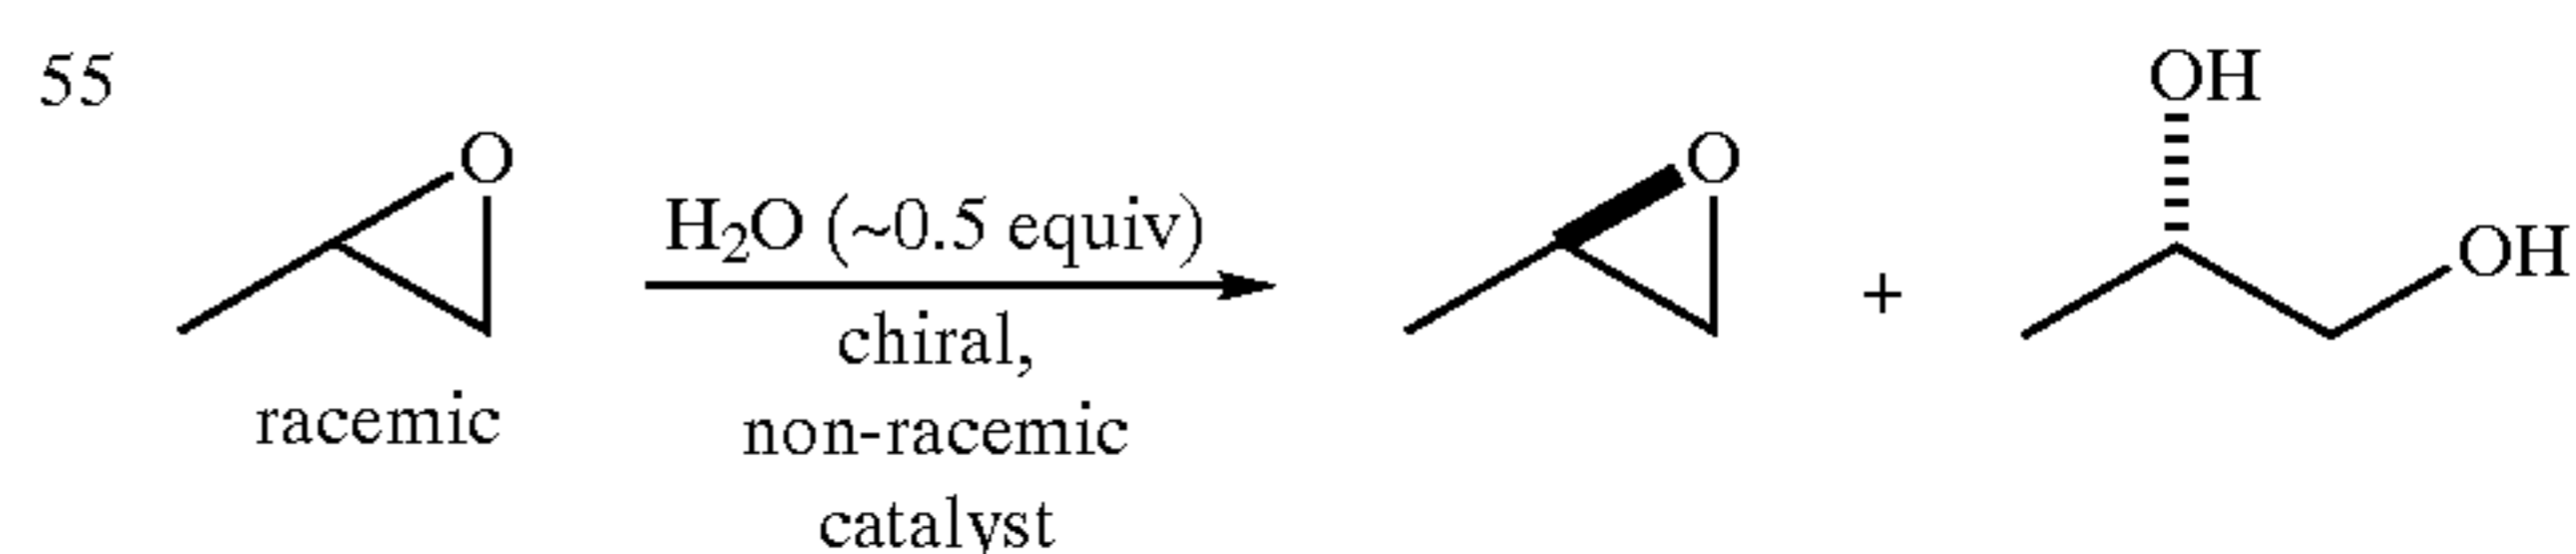 55
OH
O
O
H₂O (~0.5 equiv)
OH
+
chiral,
racemic
non-racemic
catalyst